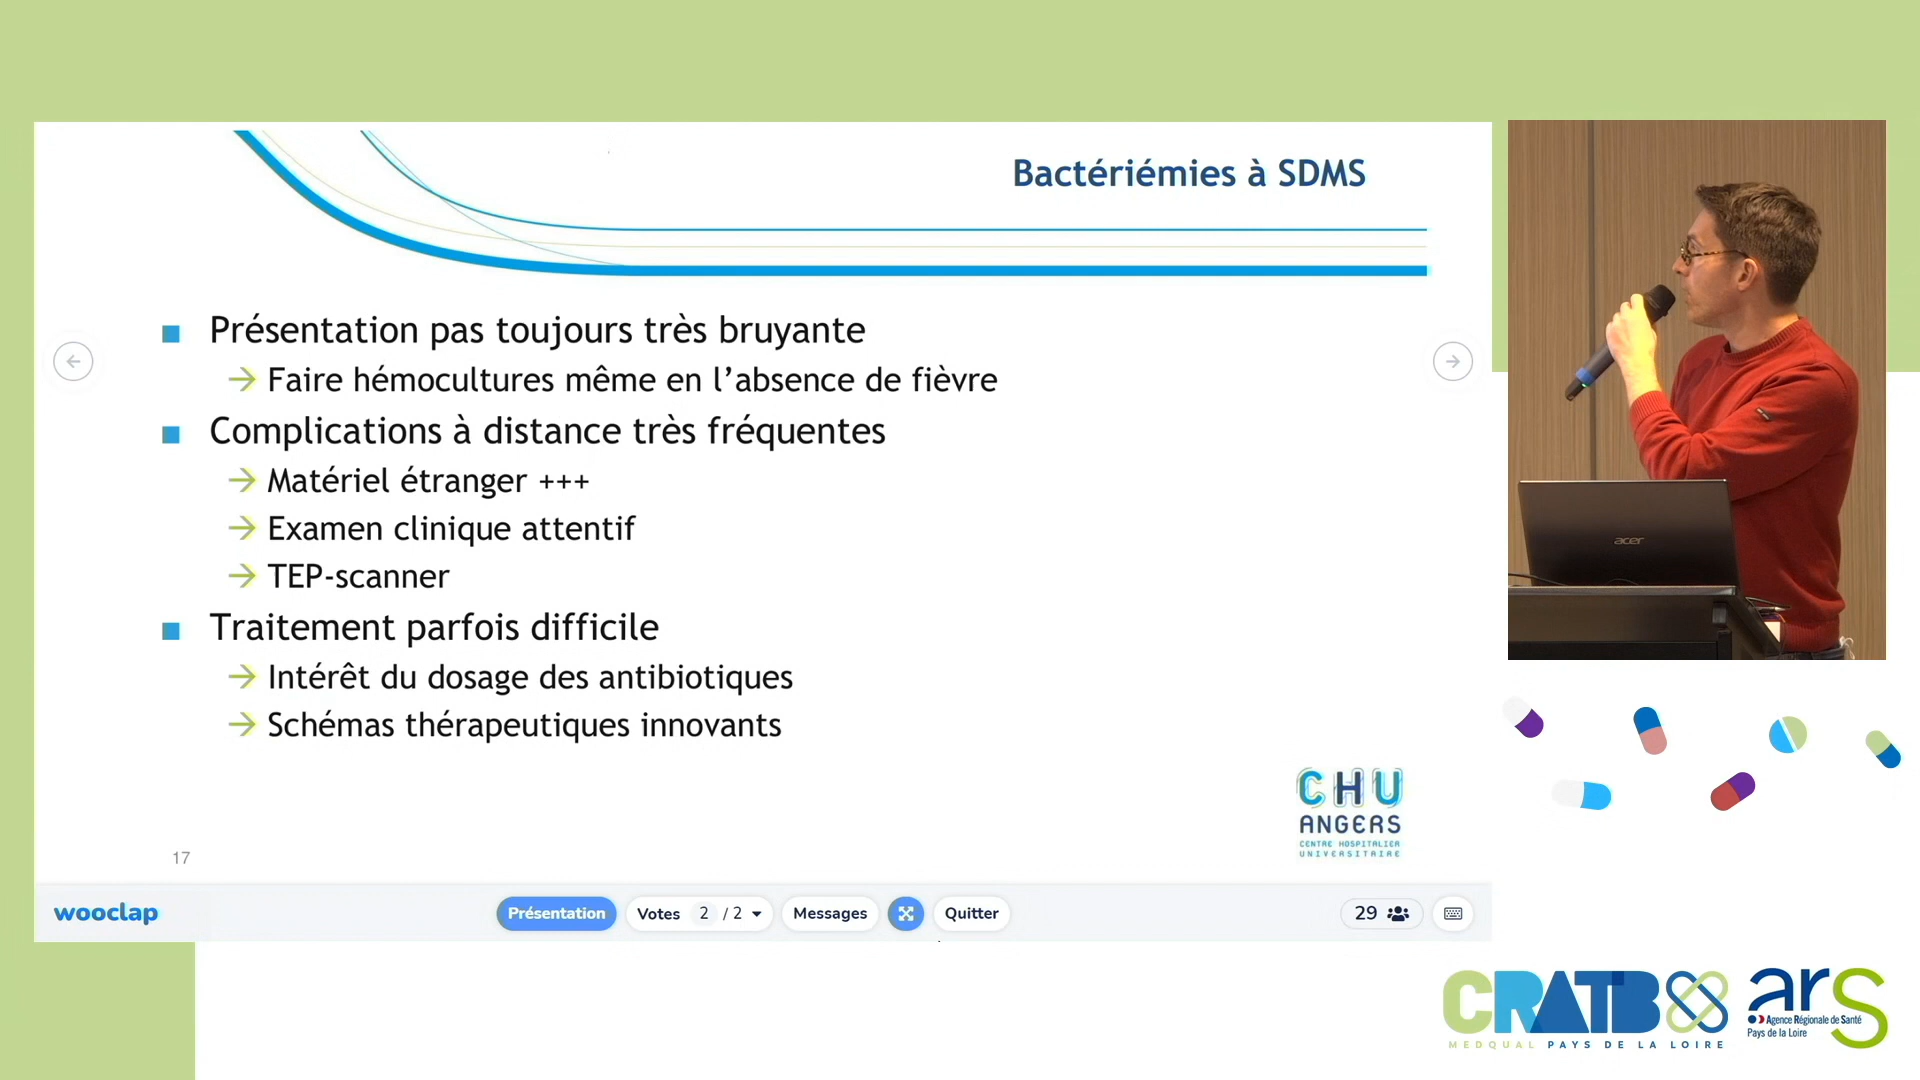 Bactériémies à SDMS
Présentation pas toujours très bruyante
Faire hémocultures même en l’absence de fièvre
Complications à distance très fréquentes
Matériel étranger +++
Examen clinique attentif
TEP-scanner
Traitement parfois difficile
Intérêt du dosage des antibiotiques
Schémas thérapeutiques innovants
CHU
ANGERS
CENTRE HOSPITALIER
UNIVERSITAIRE
17
wooclap
Présentation
Votes 2 / 2
Messages
Quitter
29
acer
CRATB
MEDQUAL PAYS DE LA LOIRE
ars
Agence Régionale de Santé
Pays de la Loire